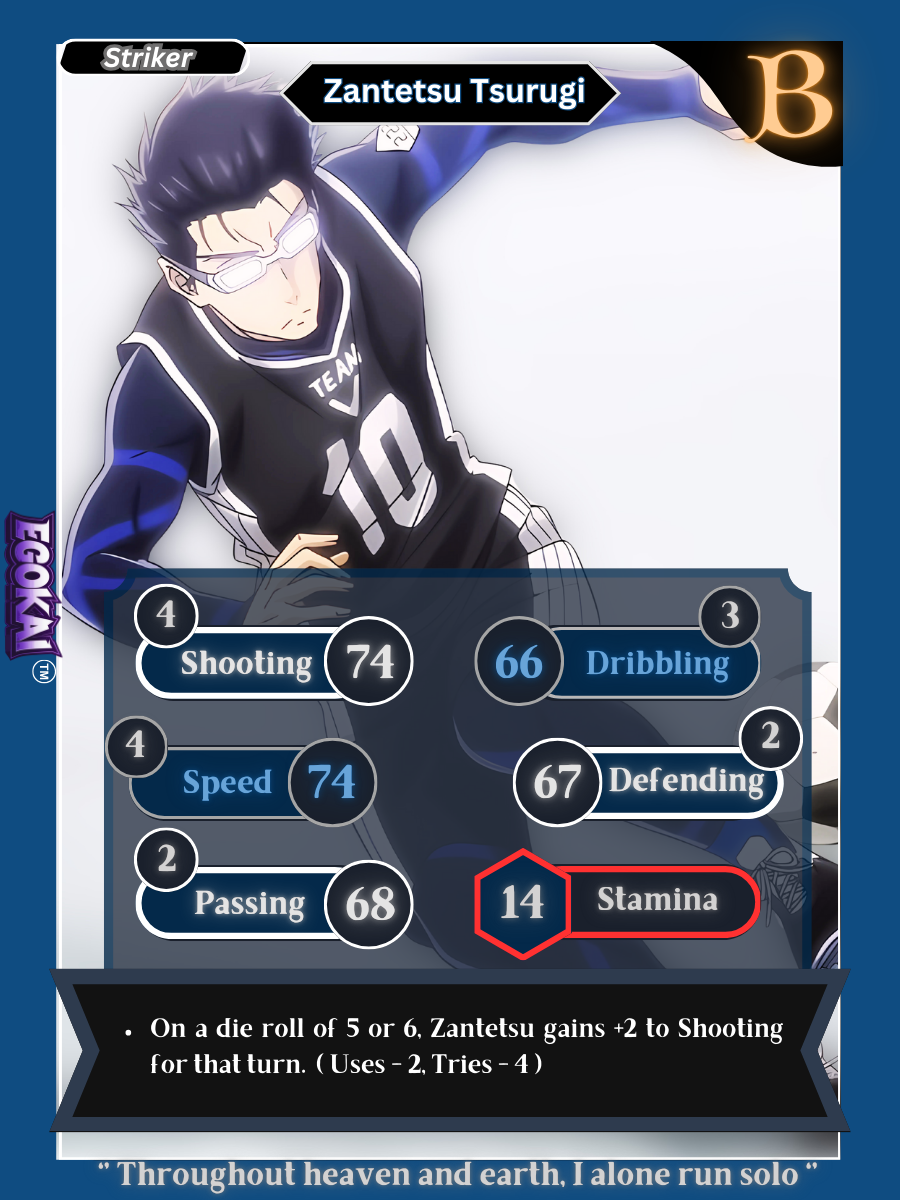 Striker
Zantetsu Tsurugi
B
TEAM
V
10
EGOKAI
TM
4
Shooting 74
3
66 Dribbling
4
Speed 74
2
67 Defending
2
Passing 68
14 Stamina
• On a die roll of 5 or 6, Zantetsu gains +2 to Shooting
for that turn. ( Uses - 2, Tries - 4 )
“ Throughout heaven and earth, I alone run solo “